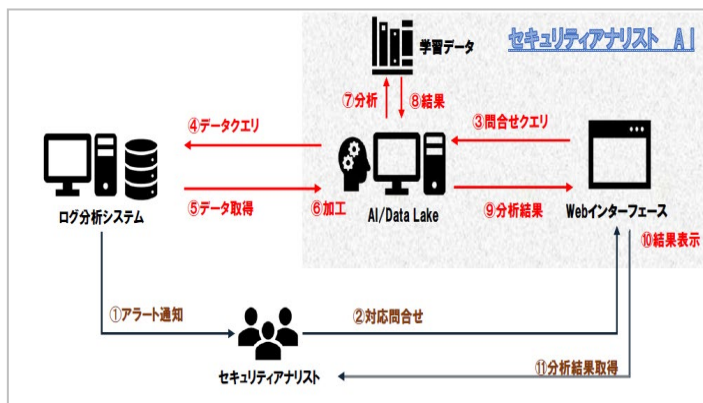 セキュリティアナリスト AI
学習データ
⑦分析
⑧結果
④データクエリ
③問合せクエリ
⑤データ取得
⑥加工
AI/Data Lake
⑨分析結果
Webインターフェース
ログ分析システム
⑩結果表示
①アラート通知
②対応問合せ
セキュリティアナリスト
⑪分析結果取得